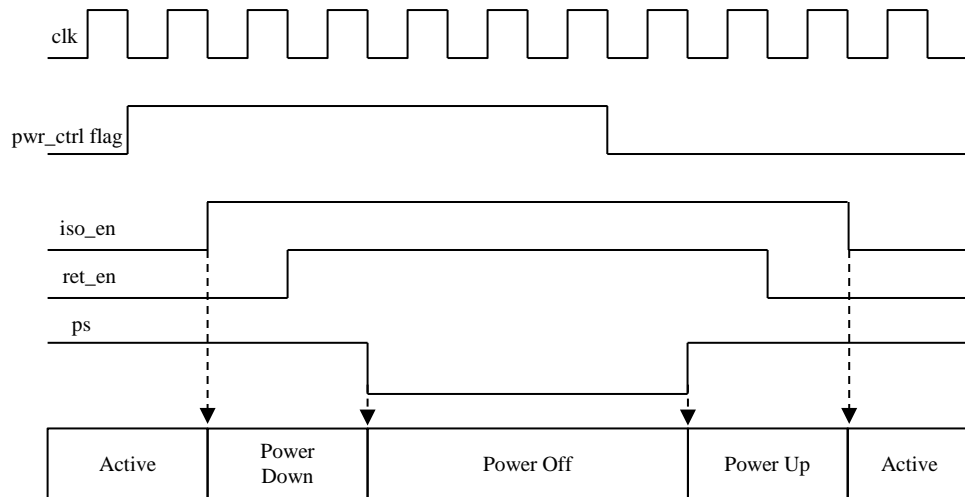 clk
pwr_ctrl flag
iso_en
ret_en
ps
Active
Power
Down
Power Off
Power Up
Active